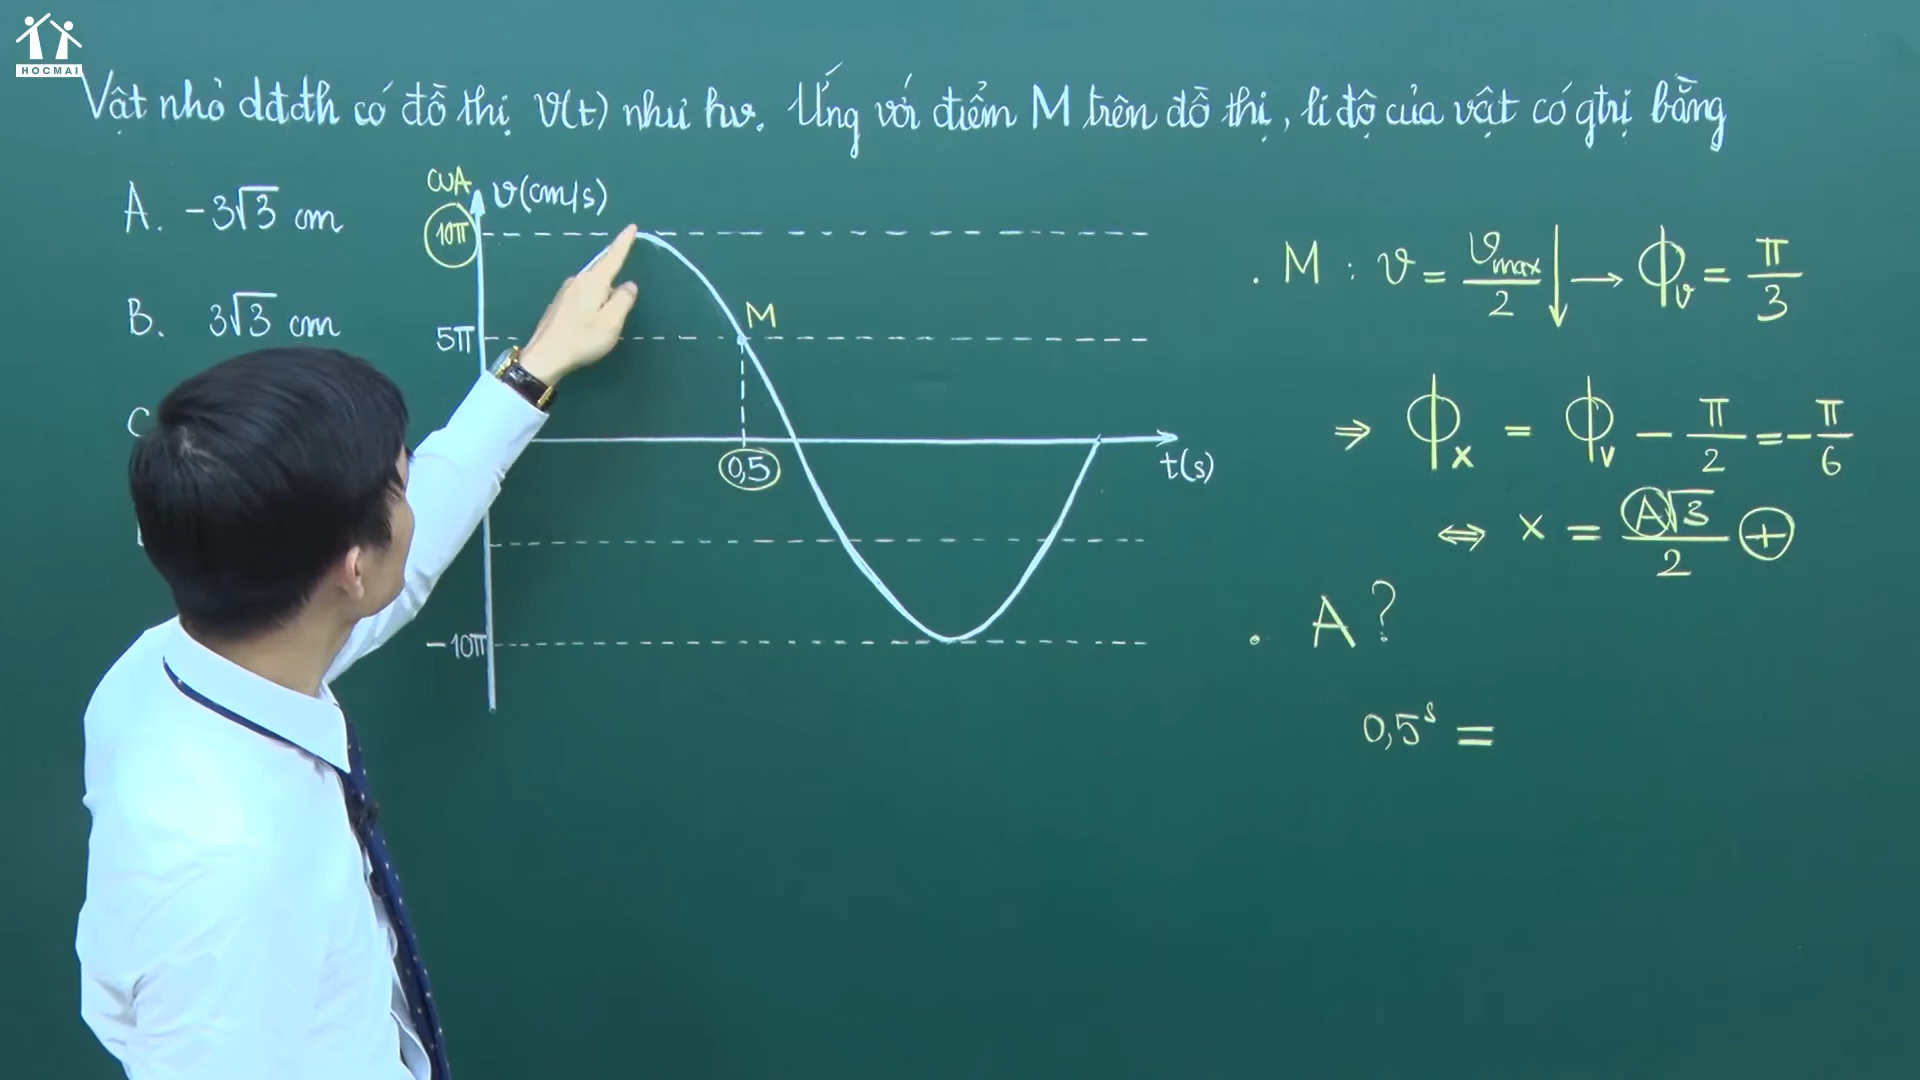 HOCMAI
Vật nhỏ dđđh có đồ thị v(t) như hv. Ứng với điểm M trên đồ thị, li độ của vật có gtrị bằng
A. -3√3 cm
B. 3√3 cm
C
ωA
v(cm/s)
10π
M
5π
0,5
t(s)
-10π
. M : v = vmax/2 ↓ → Φv = π/3
⇒ Φx = Φv - π/2 = -π/6
⇔ x = A√3/2 +
. A ?
0,5s =